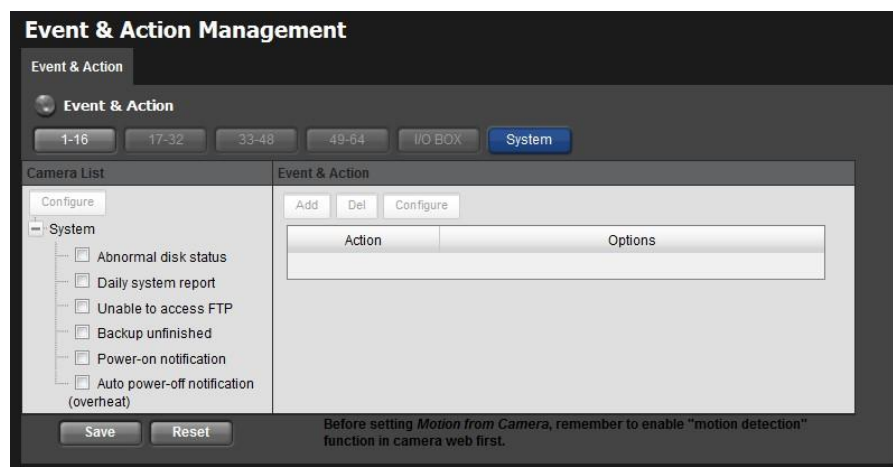 Event & Action Management
Event & Action
Event & Action
1-16 17-32 33-48 49-64 I/O BOX System
Camera List Event & Action
Configure
Add Del Configure
System
Action Options
Abnormal disk status
Daily system report
Unable to access FTP
Backup unfinished
Power-on notification
Auto power-off notification
(overheat)
Save Reset
Before setting Motion from Camera, remember to enable "motion detection"
function in camera web first.